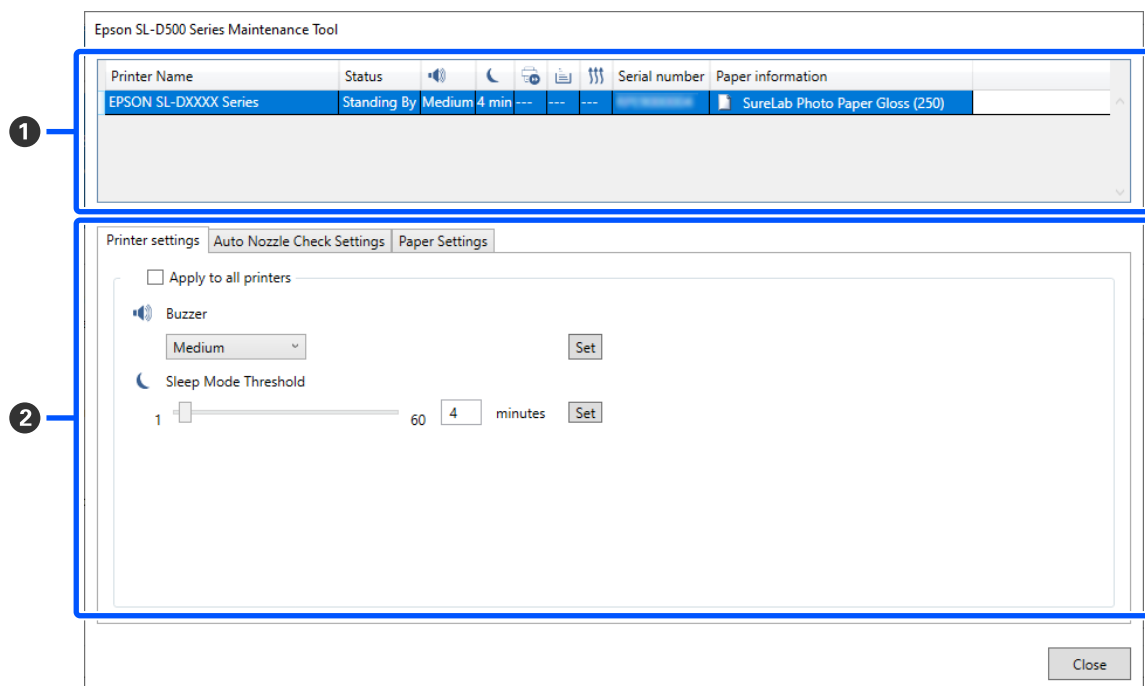 Epson SL-D500 Series Maintenance Tool
1
Printer Name Status Serial number Paper information
EPSON SL-DXXXX Series Standing By Medium 4 min --- --- --- SureLab Photo Paper Gloss (250)
2
Printer settings Auto Nozzle Check Settings Paper Settings
Apply to all printers
Buzzer
Medium Set
Sleep Mode Threshold
1 60 4 minutes Set
Close